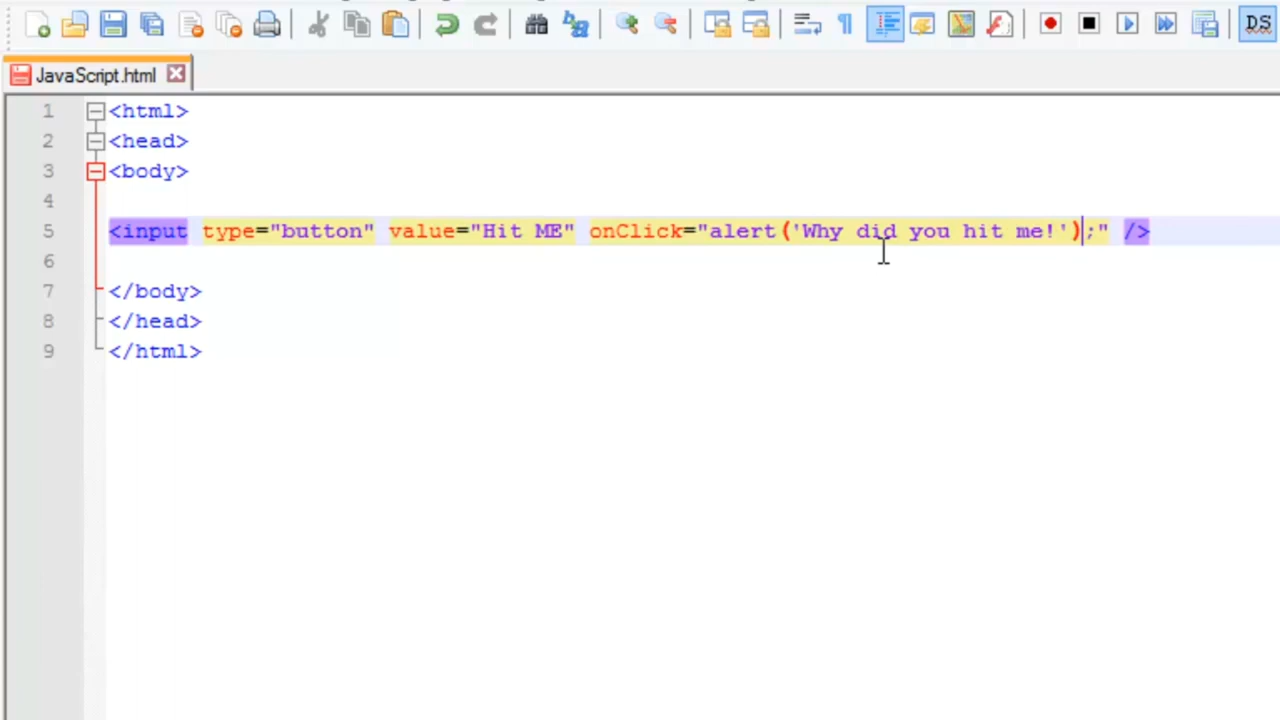 DS
JavaScript.html
1 <html>
2 <head>
3 <body>
4
5 <input type="button" value="Hit ME" onClick="alert('Why did you hit me!');" />
6
7 </body>
8 </head>
9 </html>